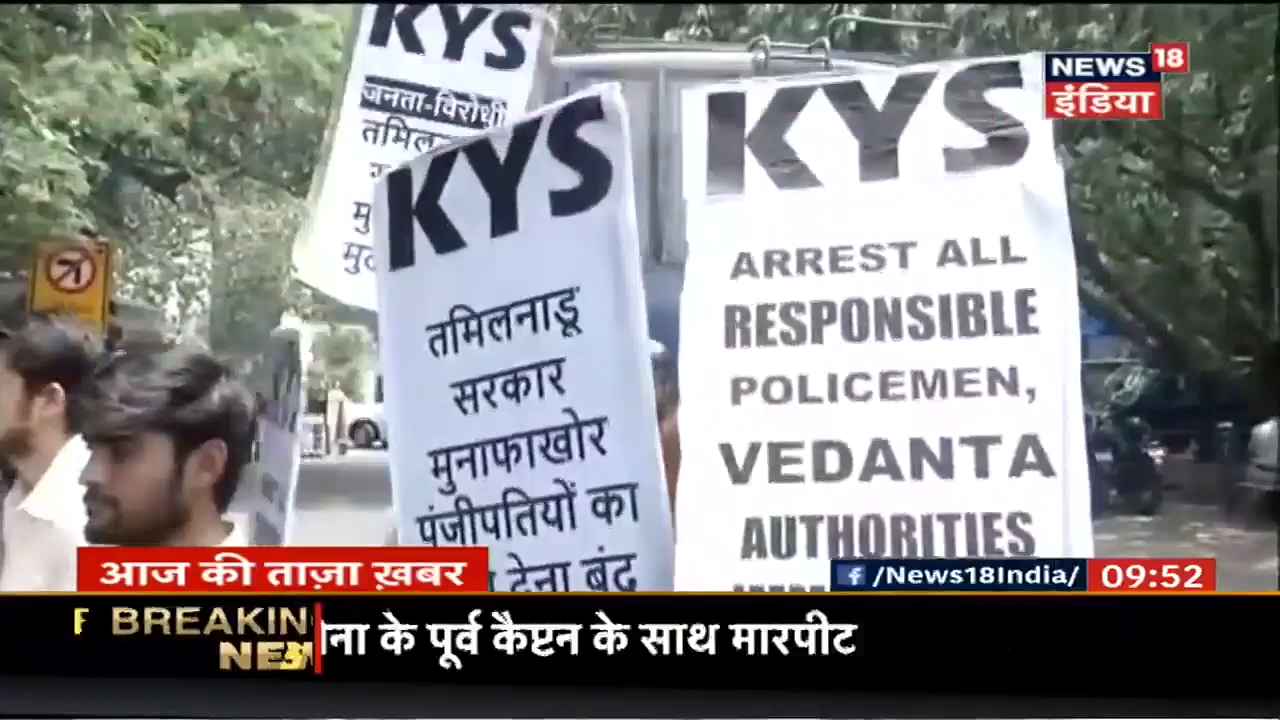 KYS
जनता-विरोधी
KYS
तमिलनाडू
सरकार
मुनाफाखोर
पंजीपतियों का
देना बंद
KYS
ARREST ALL
RESPONSIBLE
POLICEMEN,
VEDANTA
AUTHORITIES
NEWS 18
इंडिया
आज की ताज़ा ख़बर
/News18India/
09:52
BREAKIN
के पूर्व कैप्टन के साथ मारपीट